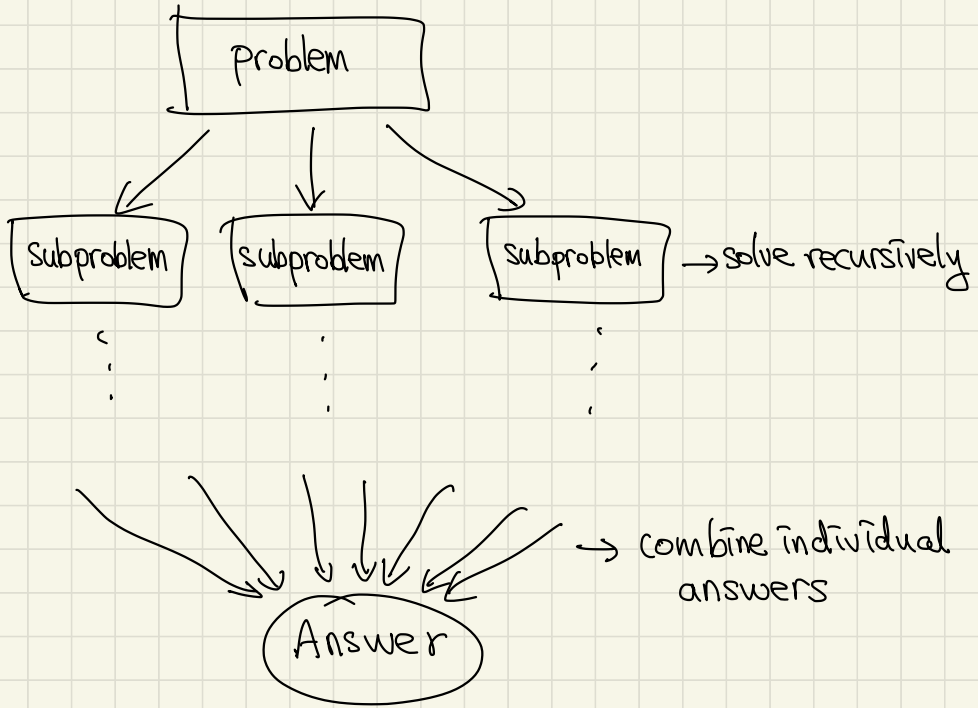 problem
subproblem subproblem subproblem → solve recursively
→ combine individual
answers
Answer